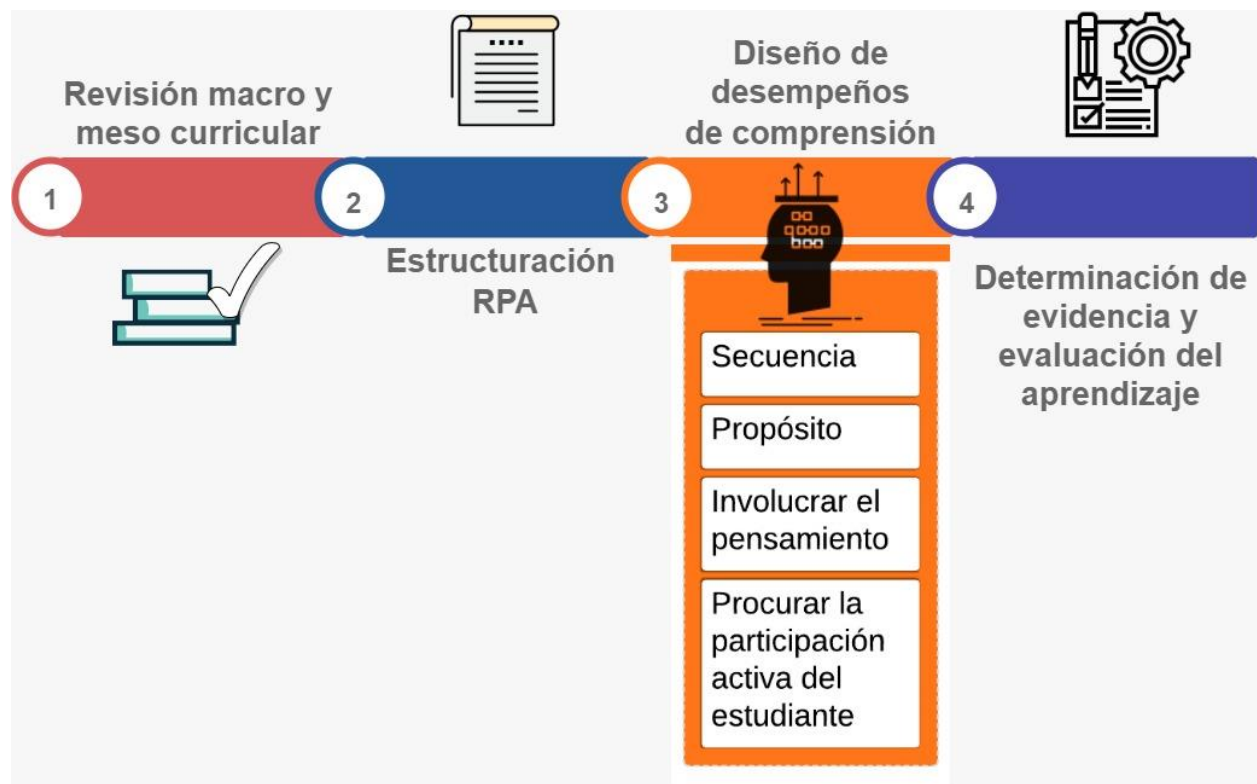 Revisión macro y
meso curricular
1
2
Estructuración
RPA
Diseño de
desempeños
de comprensión
3
Secuencia
Propósito
Involucrar el
pensamiento
Procurar la
participación
activa del
estudiante
4
Determinación de
evidencia y
evaluación del
aprendizaje